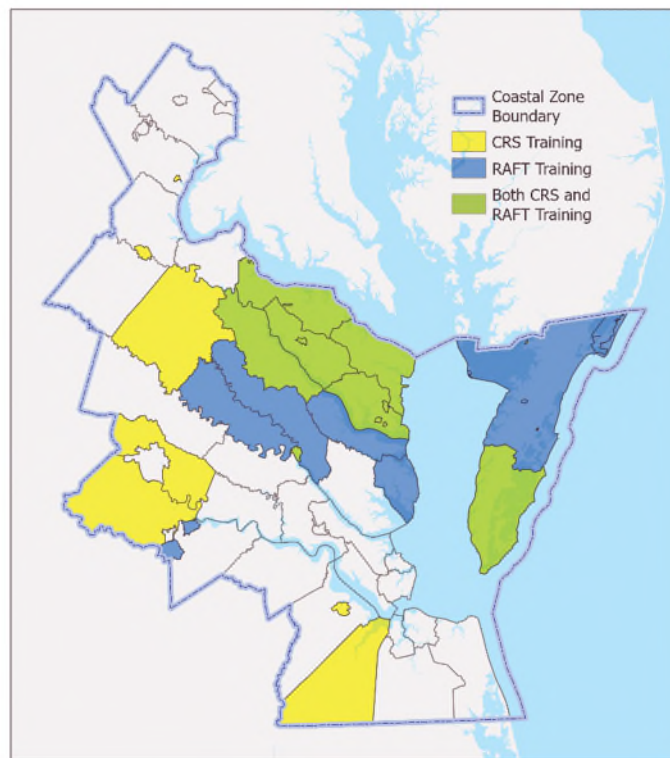 Coastal Zone
Boundary
CRS Training
RAFT Training
Both CRS and
RAFT Training